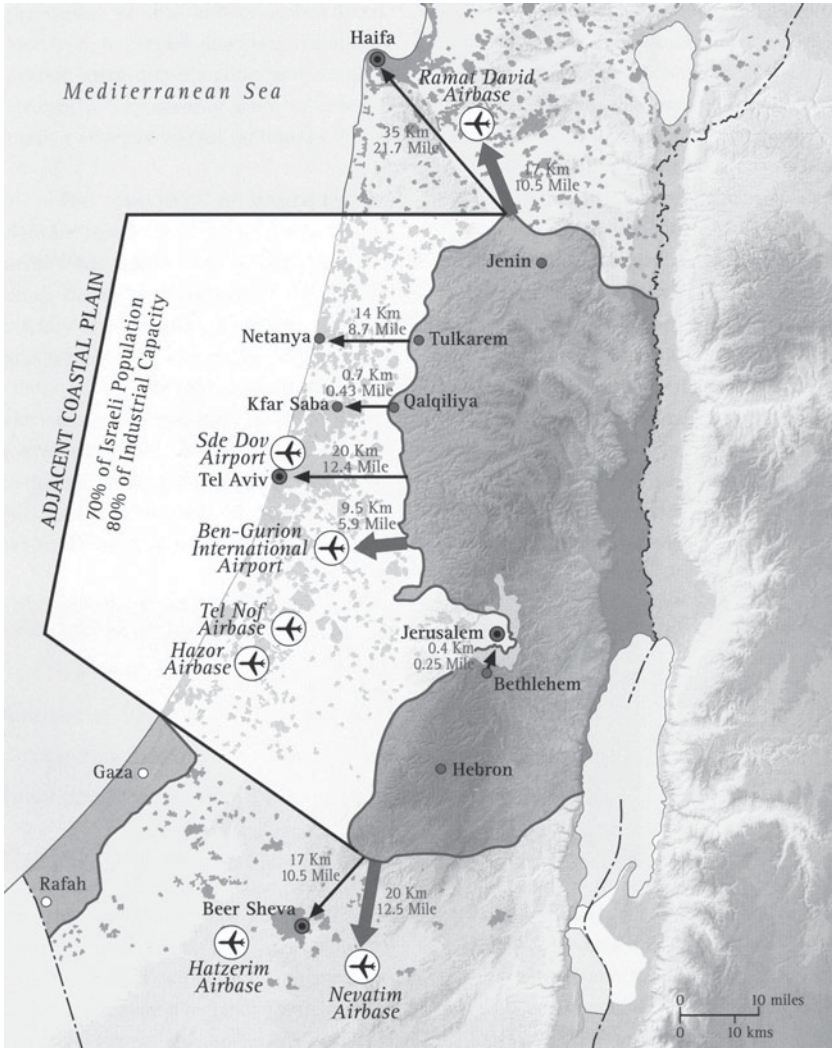 Haifa
Mediterranean Sea
Ramat David
Airbase
35 Km
21.7 Mile
17 Km
10.5 Mile
Jenin
ADJACENT COASTAL PLAIN
70% of Israeli Population
80% of Industrial Capacity
14 Km
8.7 Mile
Netanya
Tulkarem
0.7 Km
0.43 Mile
Kfar Saba
Qalqiliya
Sde Dov
Airport
20 Km
12.4 Mile
Tel Aviv
9.5 Km
5.9 Mile
Ben-Gurion
International
Airport
Tel Nof
Airbase
Hazor
Airbase
Jerusalem
0.4 Km
0.25 Mile
Bethlehem
Gaza
Hebron
17 Km
10.5 Mile
Rafah
20 Km
12.5 Mile
Beer Sheva
Hatzerim
Airbase
Nevatim
Airbase
0 10 miles
0 10 kms